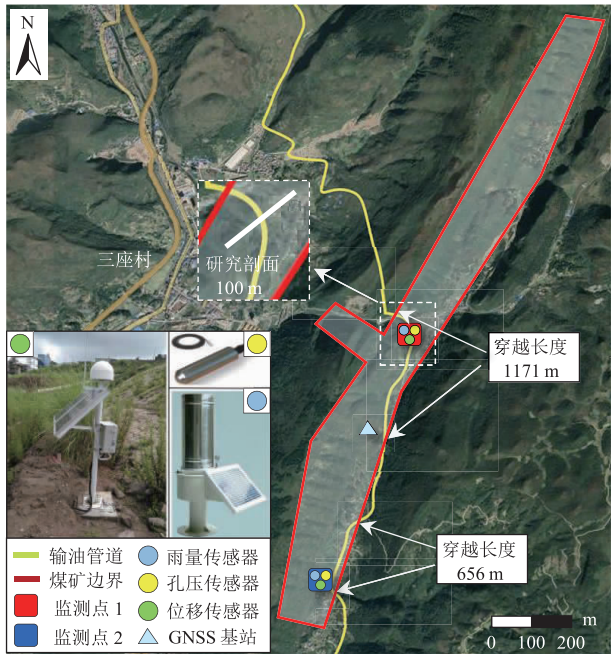 N
三座村
研究剖面
100 m
穿越长度
1171 m
穿越长度
656 m
输油管道
煤矿边界
监测点 1
监测点 2
雨量传感器
孔压传感器
位移传感器
GNSS 基站
m
0 100 200